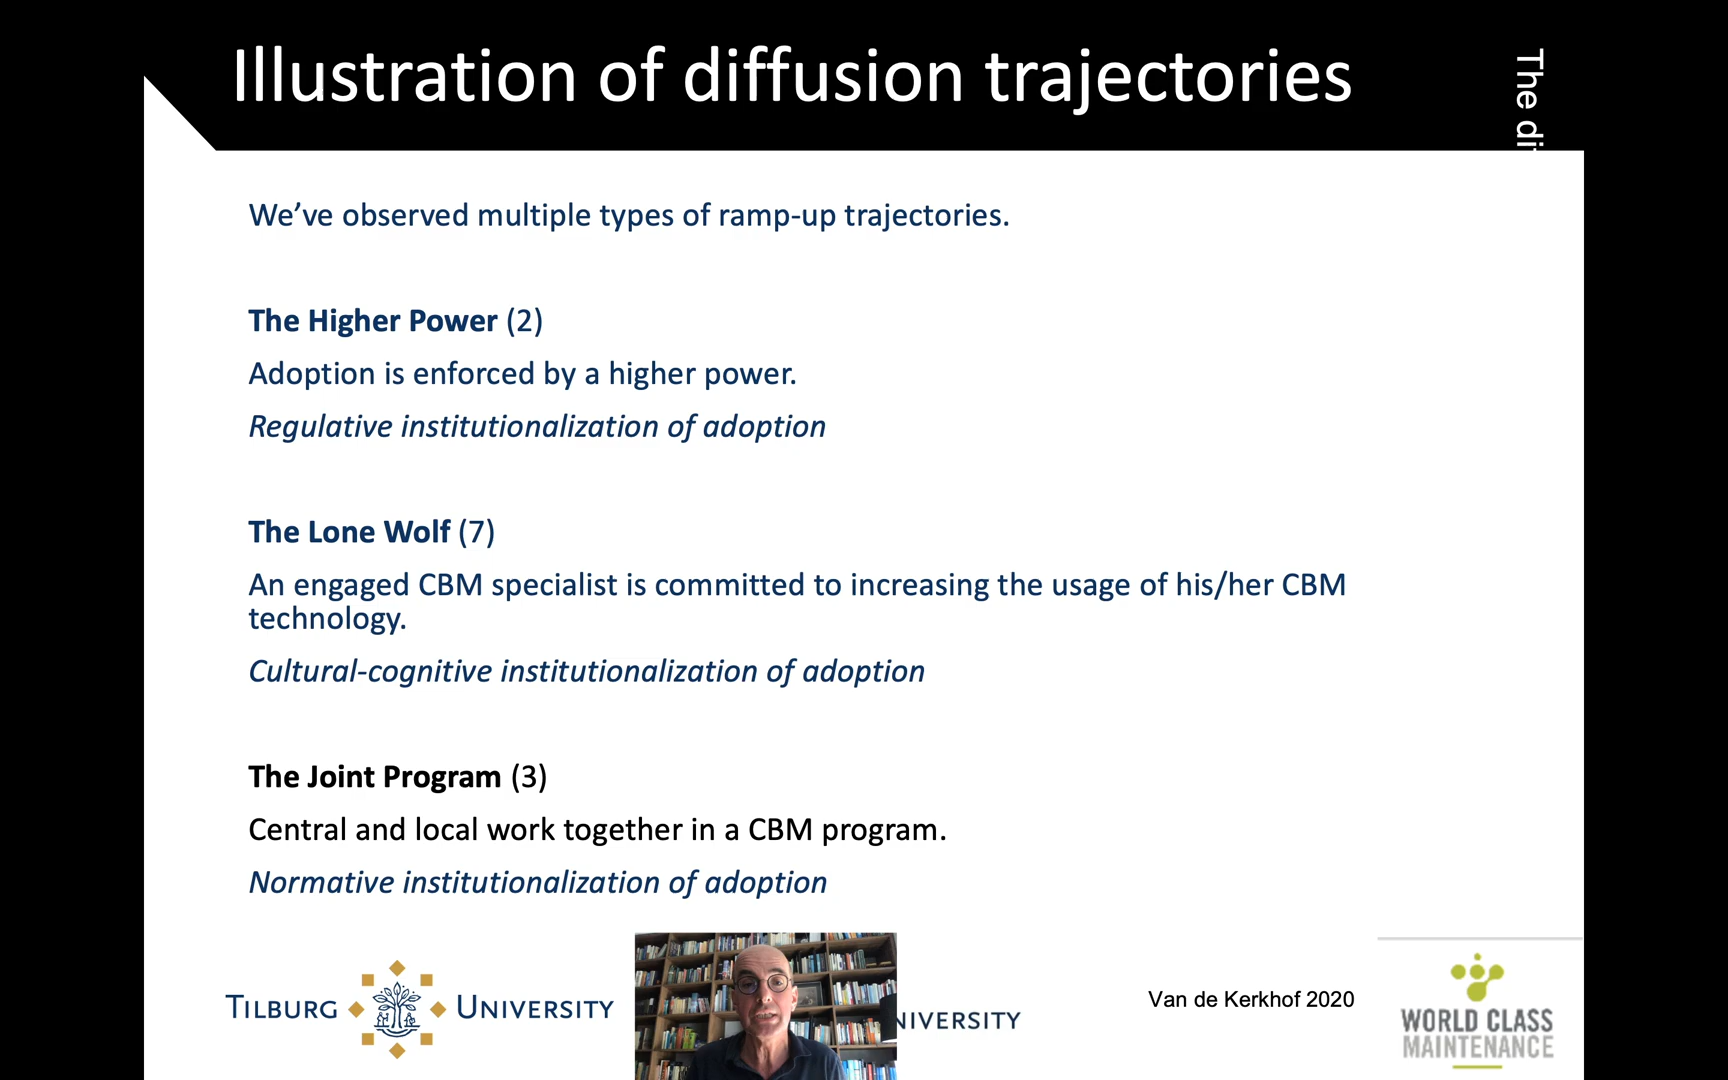 Illustration of diffusion trajectories
The di
We’ve observed multiple types of ramp-up trajectories.
The Higher Power (2)
Adoption is enforced by a higher power.
Regulative institutionalization of adoption
The Lone Wolf (7)
An engaged CBM specialist is committed to increasing the usage of his/her CBM
technology.
Cultural-cognitive institutionalization of adoption
The Joint Program (3)
Central and local work together in a CBM program.
Normative institutionalization of adoption
TILBURG UNIVERSITY
NIVERSITY
Van de Kerkhof 2020
WORLD CLASS
MAINTENANCE